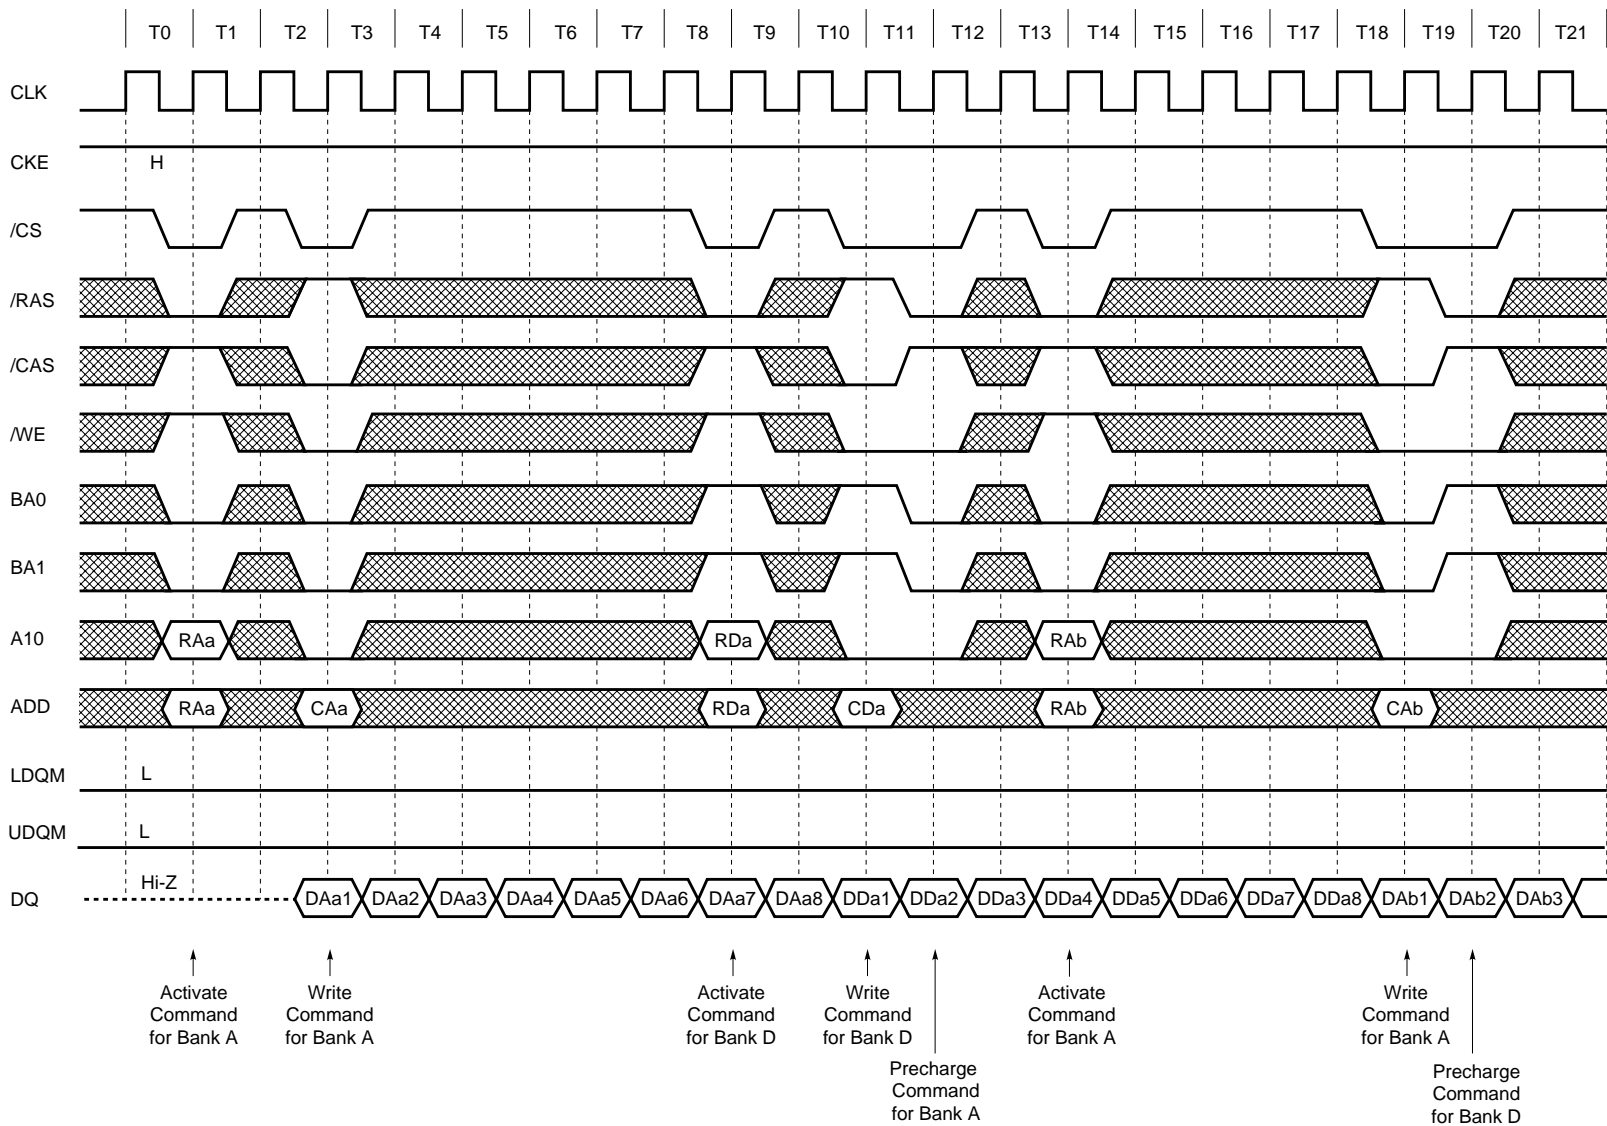 T0 T1 T2 T3 T4 T5 T6 T7 T8 T9 T10 T11 T12 T13 T14 T15 T16 T17 T18 T19 T20 T21
CLK
CKE H
/CS
/RAS
/CAS
/WE
BA0
BA1
A10 RAa RDa RAb
ADD RAa CAa RDa CDa RAb CAb
LDQM L
UDQM L
DQ Hi-Z DAa1 DAa2 DAa3 DAa4 DAa5 DAa6 DAa7 DAa8 DDa1 DDa2 DDa3 DDa4 DDa5 DDa6 DDa7 DDa8 DAb1 DAb2 DAb3
Activate
Command
for Bank A
Write
Command
for Bank A
Activate
Command
for Bank D
Write
Command
for Bank D
Precharge
Command
for Bank A
Activate
Command
for Bank A
Write
Command
for Bank A
Precharge
Command
for Bank D